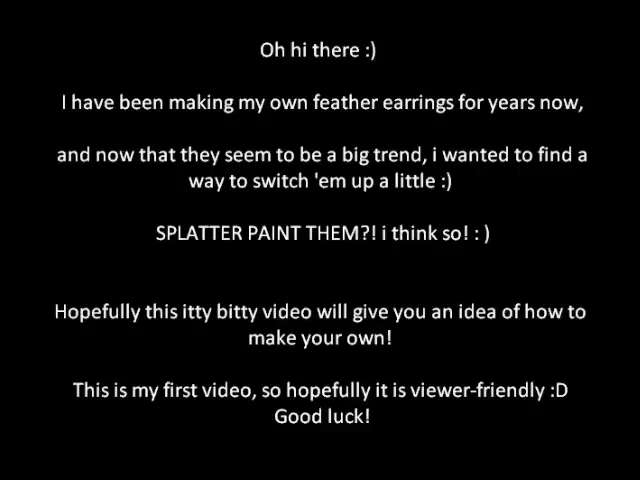 Oh hi there :)
I have been making my own feather earrings for years now,
and now that they seem to be a big trend, i wanted to find a
way to switch 'em up a little :)
SPLATTER PAINT THEM?! i think so! : )
Hopefully this itty bitty video will give you an idea of how to
make your own!
This is my first video, so hopefully it is viewer-friendly :D
Good luck!